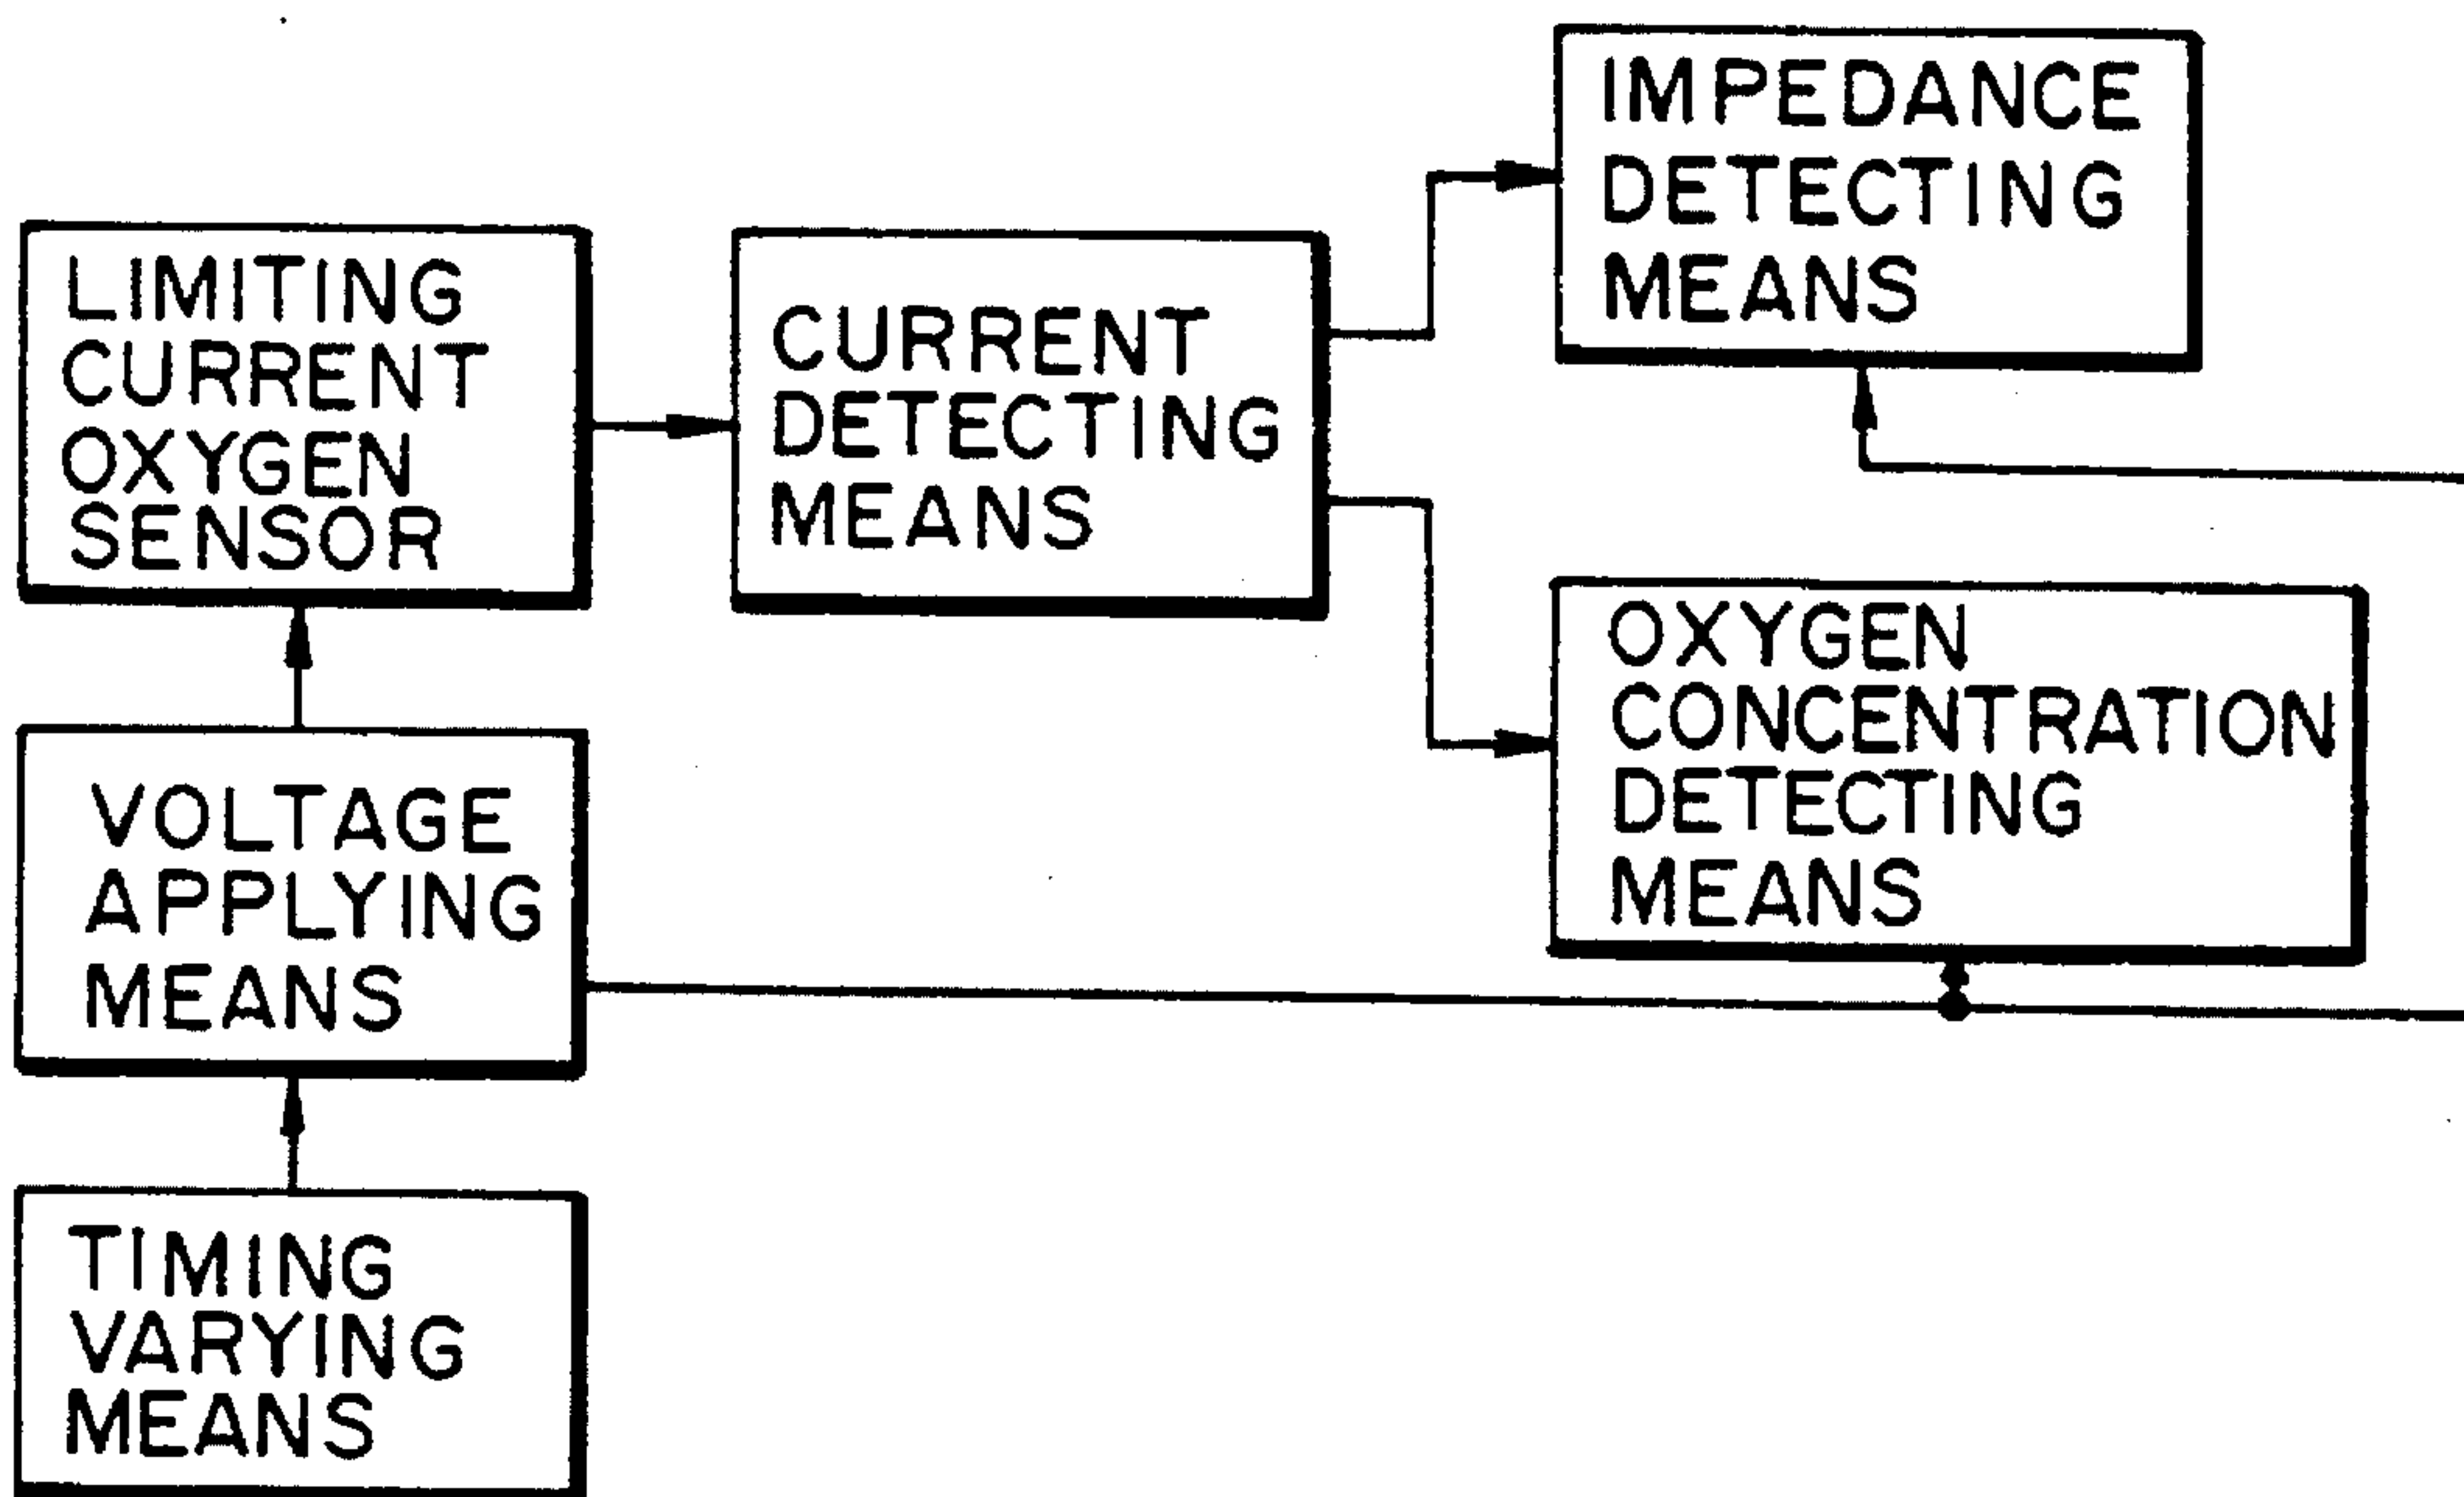 LIMITING
CURRENT
OXYGEN
SENSOR
CURRENT
DETECTING
MEANS
IMPEDANCE
DETECTING
MEANS
OXYGEN
CONCENTRATION
DETECTING
MEANS
VOLTAGE
APPLYING
MEANS
TIMING
VARYING
MEANS